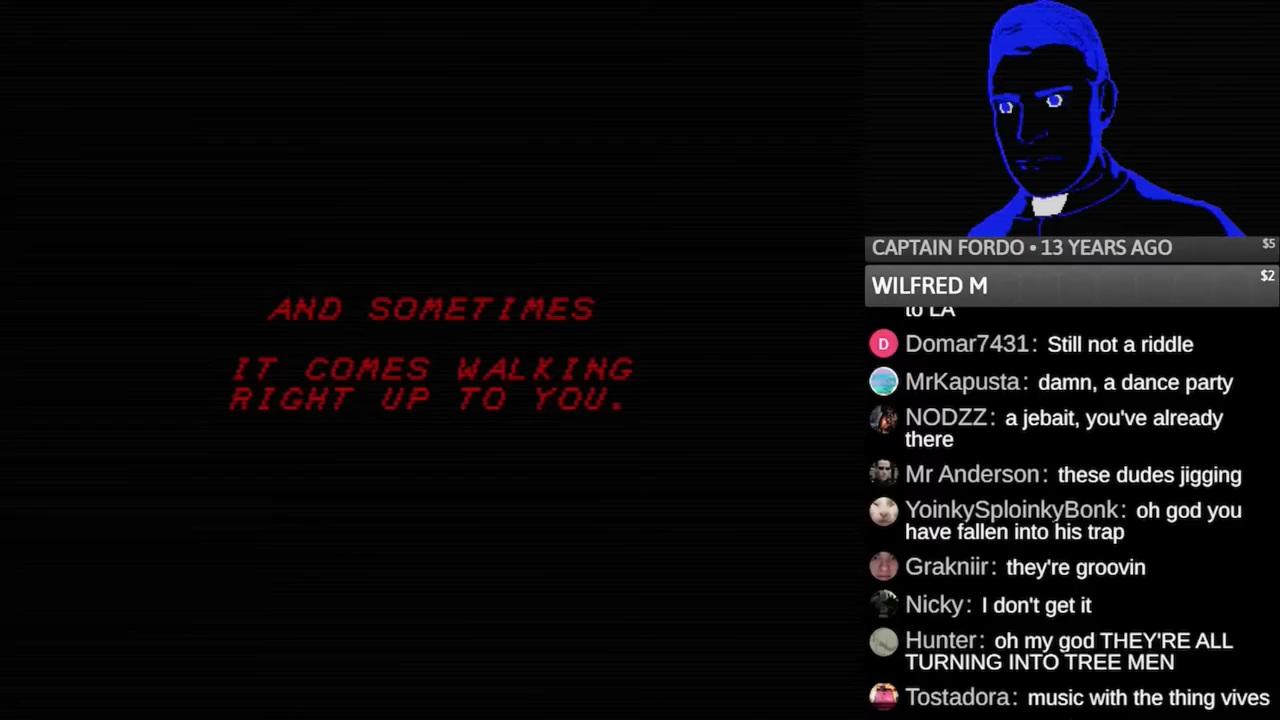 AND SOMETIMES
IT COMES WALKING
RIGHT UP TO YOU.
CAPTAIN FORDO • 13 YEARS AGO $5
WILFRED M $2
to LA
D Domar7431: Still not a riddle
MrKapusta: damn, a dance party
NODZZ: a jebait, you've already
there
Mr Anderson: these dudes jigging
YoinkySploinkyBonk: oh god you
have fallen into his trap
Grakniir: they're groovin
Nicky: I don't get it
Hunter: oh my god THEY'RE ALL
TURNING INTO TREE MEN
Tostadora: music with the thing vives